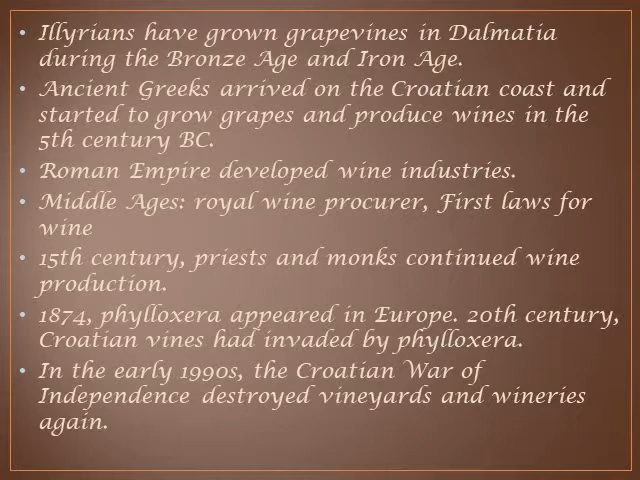 • Illyrians have grown grapevines in Dalmatia
during the Bronze Age and Iron Age.
• Ancient Greeks arrived on the Croatian coast and
started to grow grapes and produce wines in the
5th century BC.
• Roman Empire developed wine industries.
• Middle Ages: royal wine procurer, First laws for
wine
• 15th century, priests and monks continued wine
production.
• 1874, phylloxera appeared in Europe. 20th century,
Croatian vines had invaded by phylloxera.
• In the early 1990s, the Croatian War of
Independence destroyed vineyards and wineries
again.